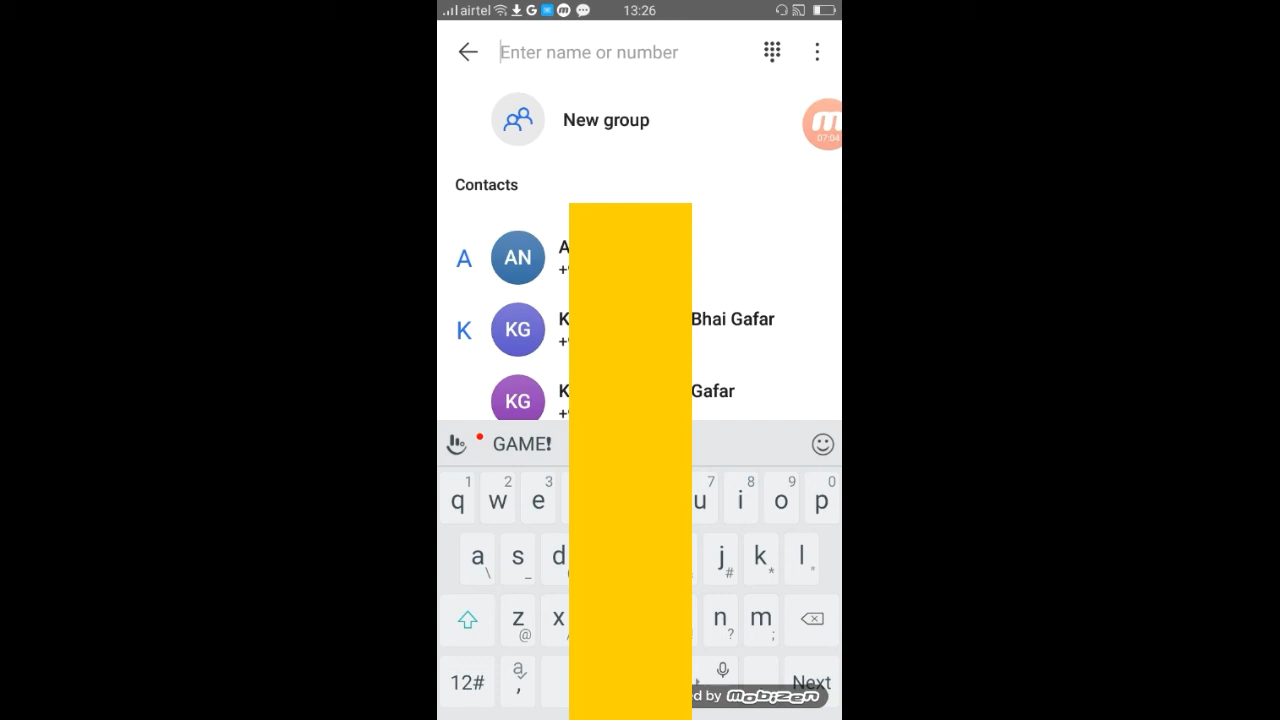 airtel G m 13:26
Enter name or number
New group
m
07:04
Contacts
A AN A
+
K KG K Bhai Gafar
+
KG K Gafar
+
GAME!
1 2 3 7 8 9 0
q w e u i o p
a s d j k l
\ _ # *
z x n m
@ ? ;
12# a , Next
ed by mobizen